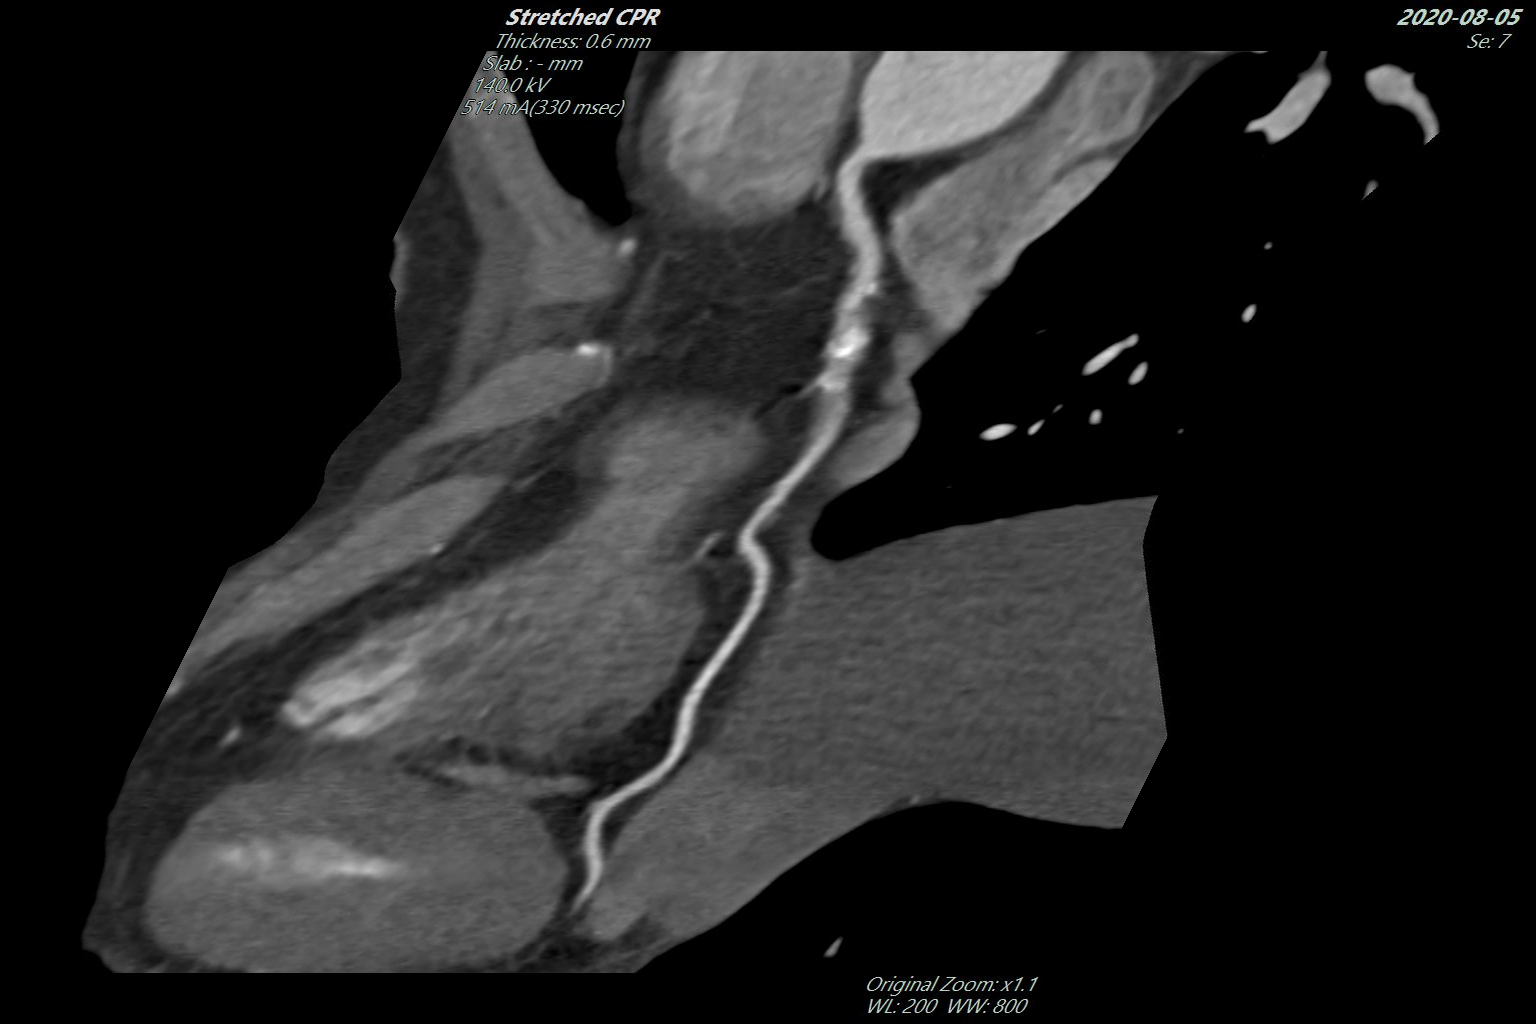 Stretched CPR
Thickness: 0.6 mm
Slab : - mm
140.0 kV
514 mA(330 msec)
2020-08-05
Se: 7
Original Zoom: x1.1
WL: 200 WW: 800